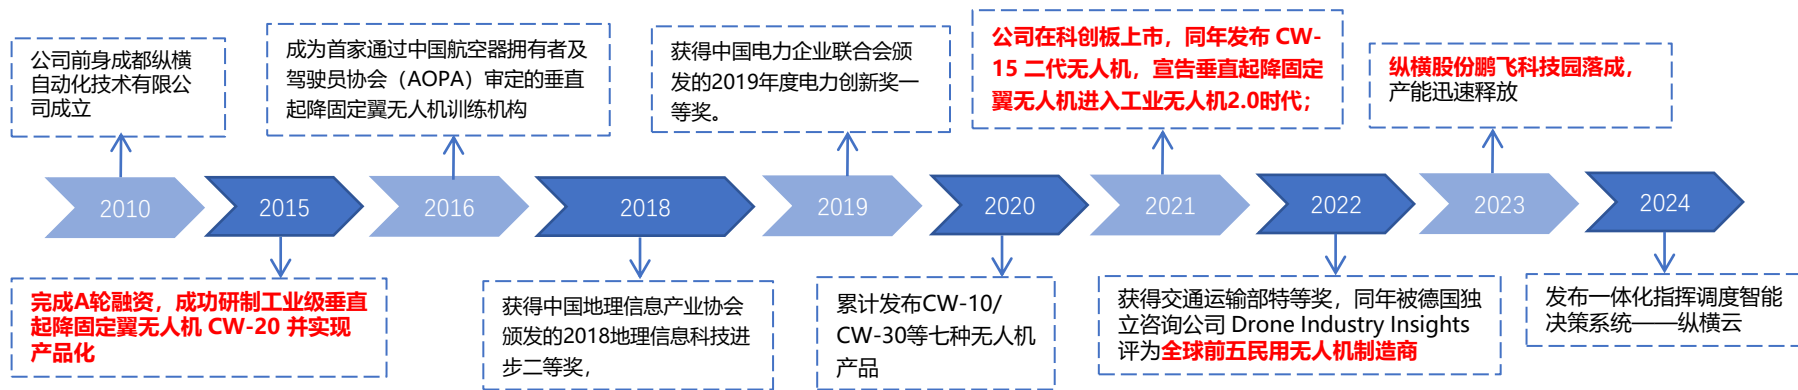 公司前身成都纵横
自动化技术有限公
司成立
成为首家通过中国航空器拥有者及
驾驶员协会（AOPA）审定的垂直
起降固定翼无人机训练机构
获得中国电力企业联合会颁
发的2019年度电力创新奖一
等奖。
公司在科创板上市，同年发布 CW-
15 二代无人机，宣告垂直起降固定
翼无人机进入工业无人机2.0时代；
纵横股份鹏飞科技园落成，
产能迅速释放
2010
2015
2016
2018
2019
2020
2021
2022
2023
2024
完成A轮融资，成功研制工业级垂直
起降固定翼无人机 CW-20 并实现
产品化
获得中国地理信息产业协会
颁发的2018地理信息科技进
步二等奖，
累计发布CW-10/
CW-30等七种无人机
产品
获得交通运输部特等奖，同年被德国独
立咨询公司 Drone Industry Insights
评为全球前五民用无人机制造商
发布一体化指挥调度智能
决策系统——纵横云